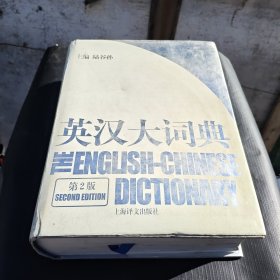 主编 陆谷孙
英汉大词典
THE ENGLISH-CHINESE
第2版
SECOND EDITION
DICTIONARY
上海译文出版社